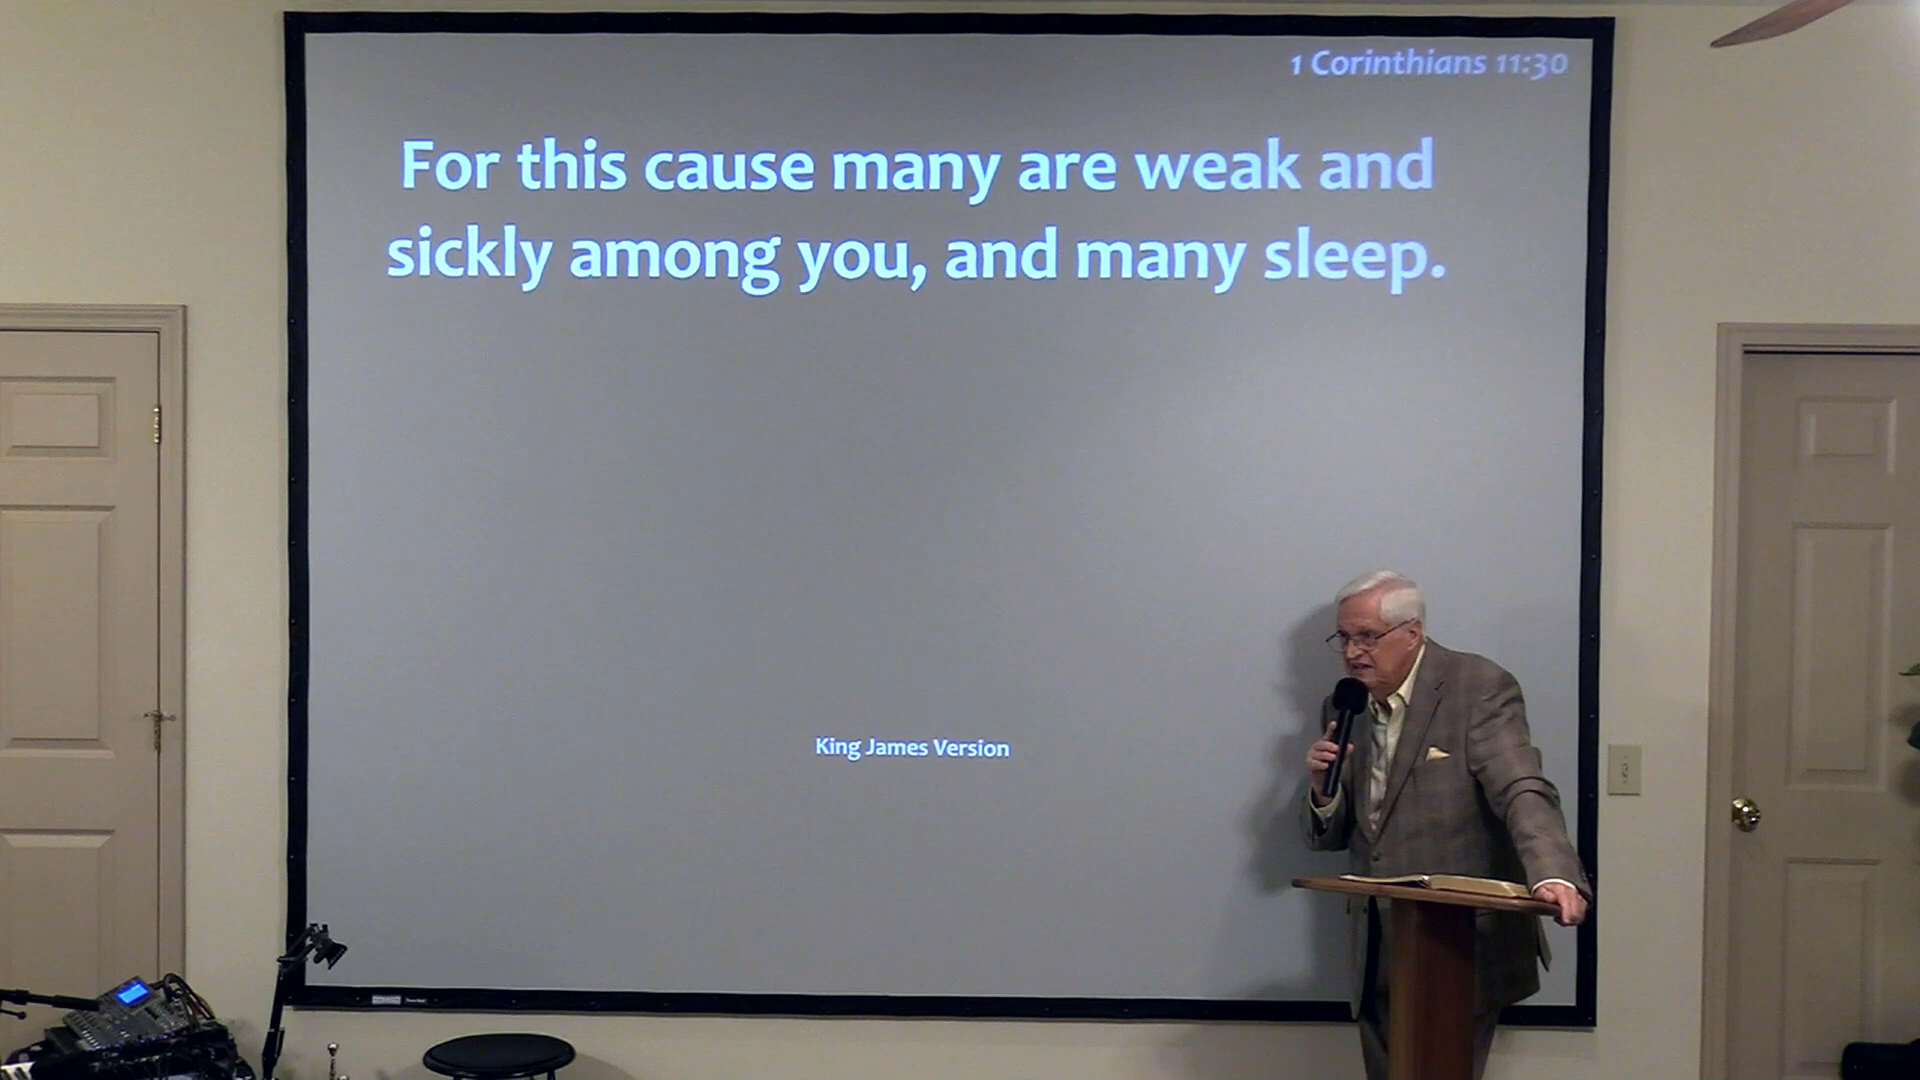 1 Corinthians 11:30
For this cause many are weak and
sickly among you, and many sleep.
King James Version